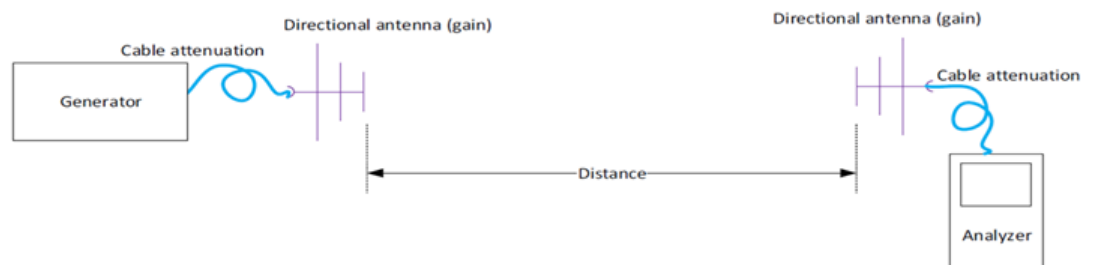 Directional antenna (gain)
Directional antenna (gain)
Cable attenuation
Cable attenuation
Generator
Distance
Analyzer